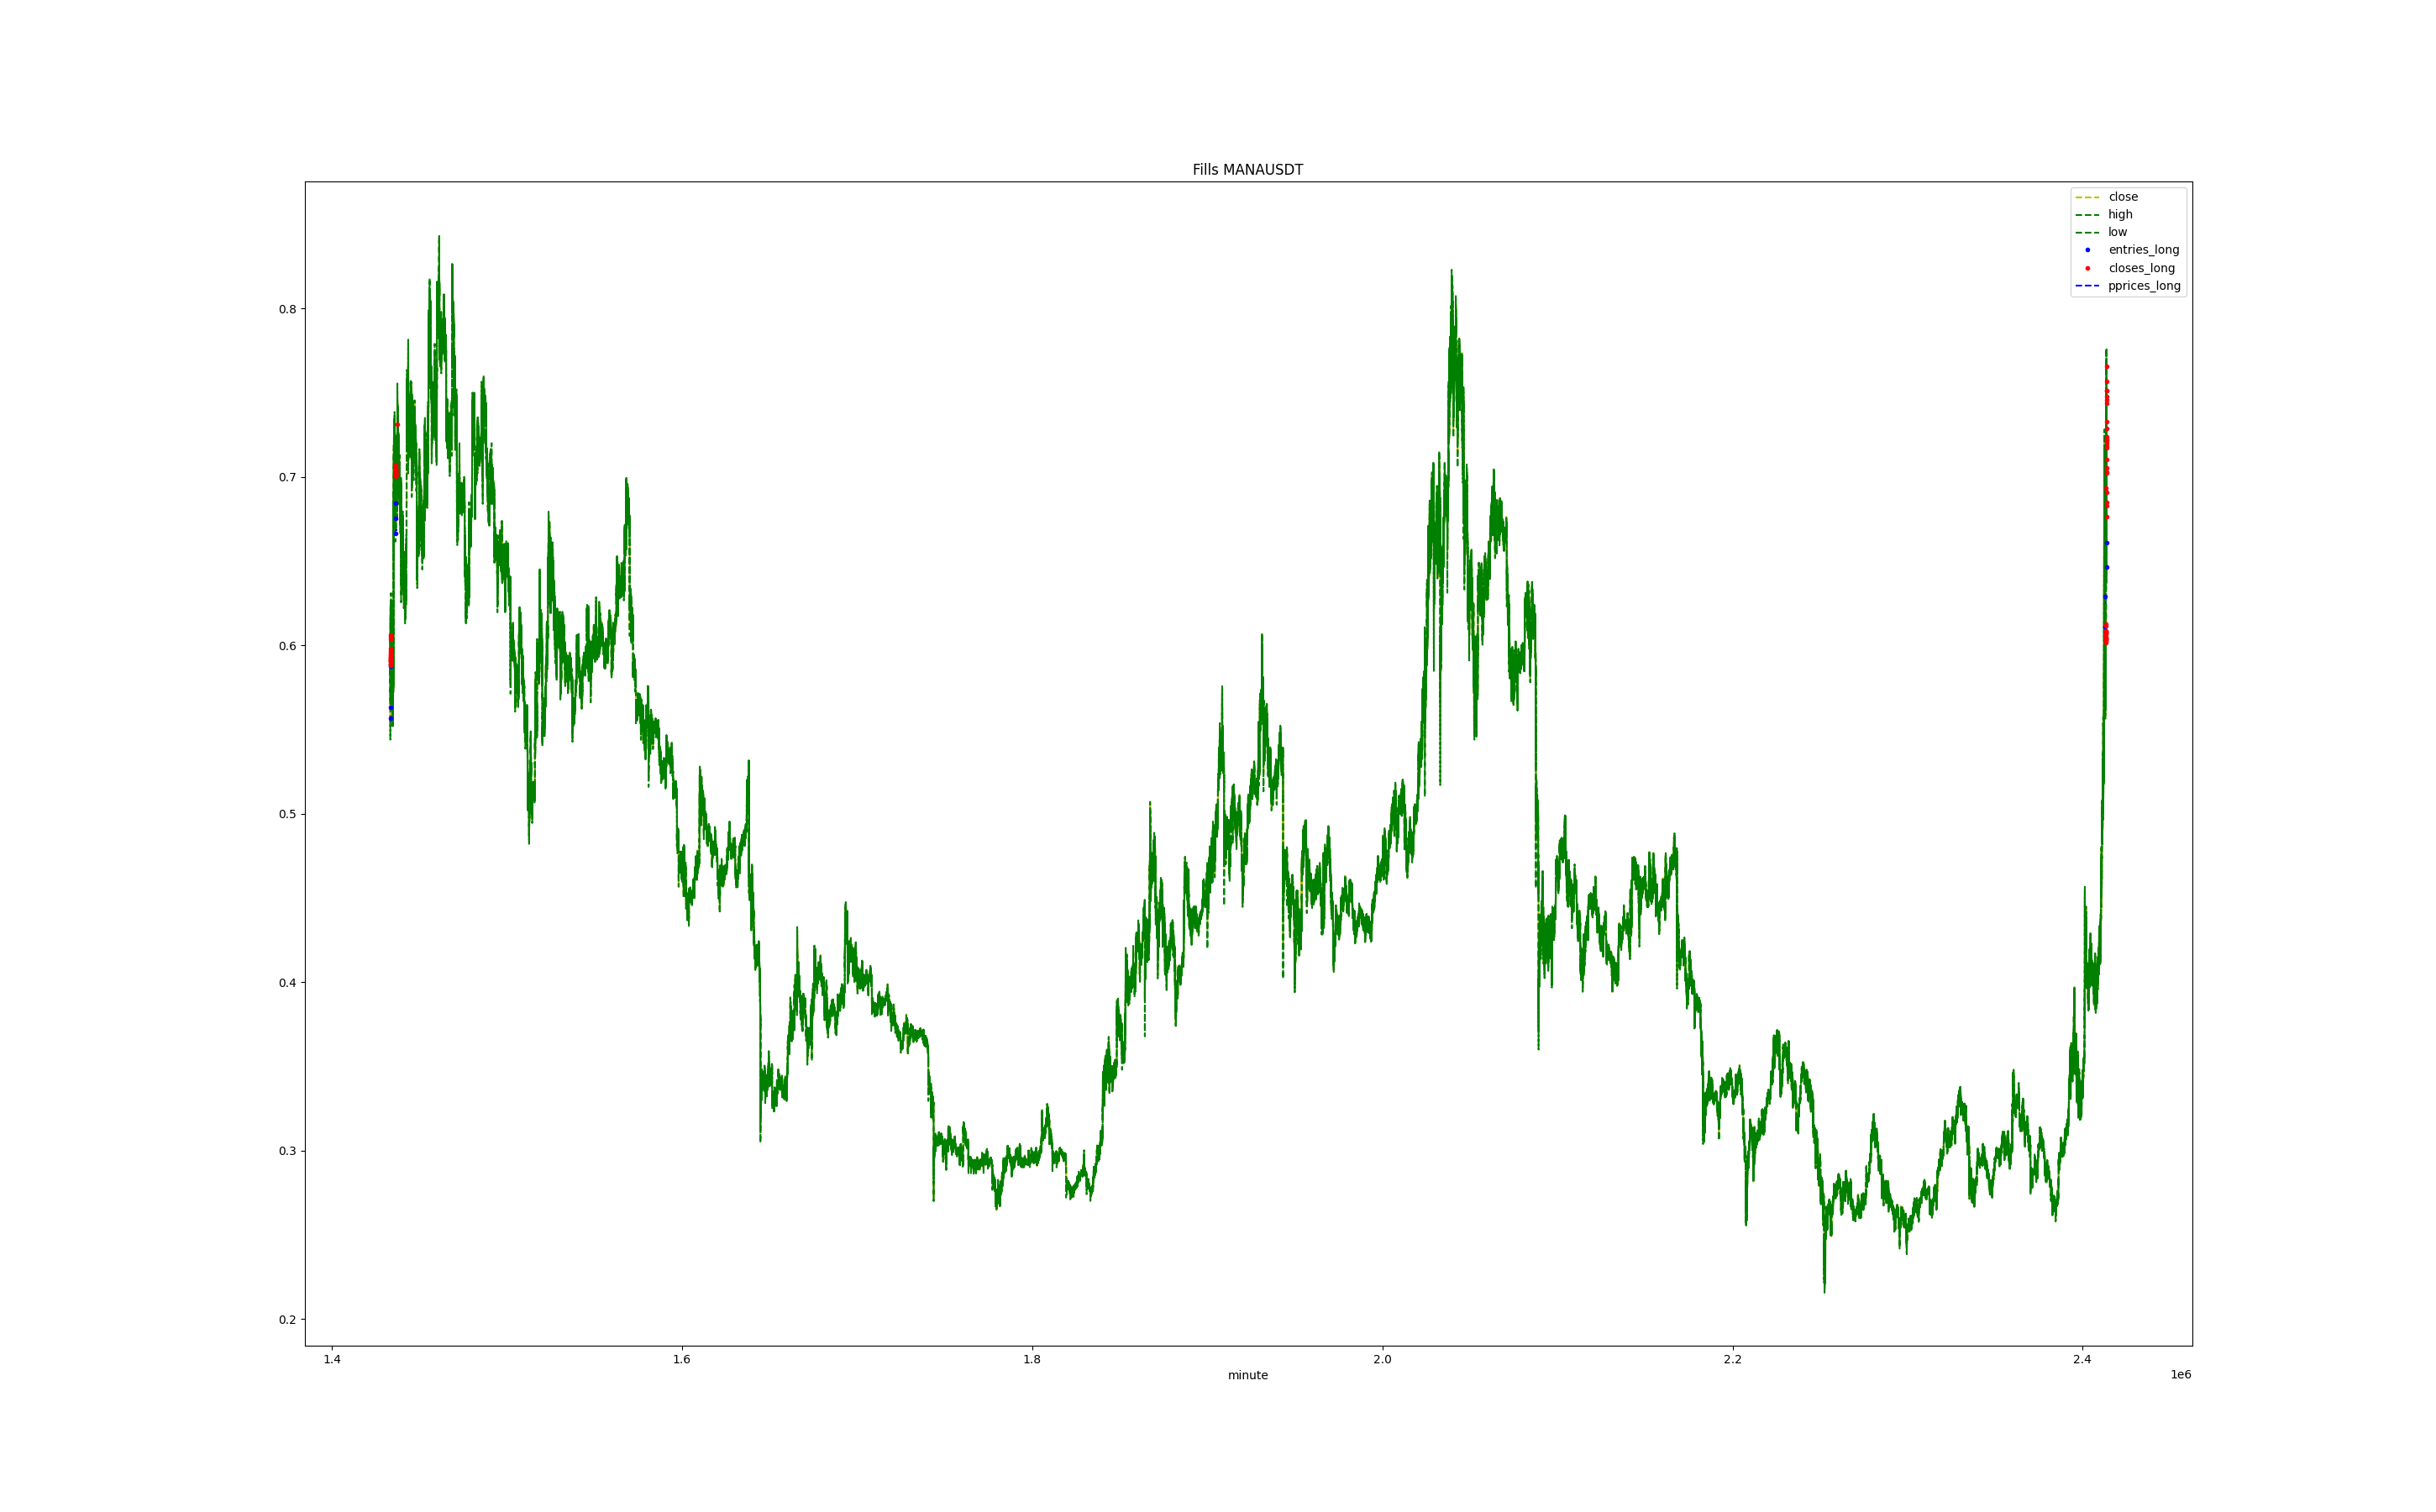 Fills MANAUSDT
close
high
low
entries_long
closes_long
pprices_long
0.8
0.7
0.6
0.5
0.4
0.3
0.2
1.4 1.6 1.8 2.0 2.2 2.4
minute 1e6